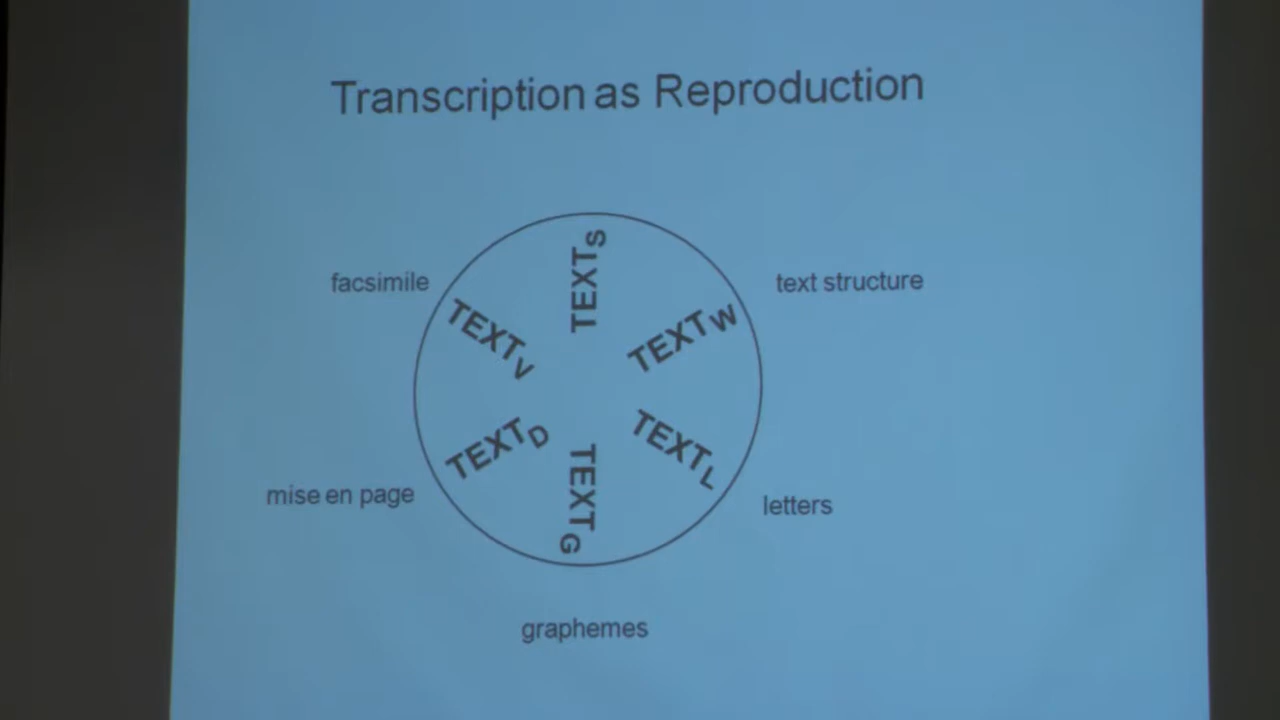 Transcription as Reproduction
TEXTS
facsimile
text structure
TEXTV
TEXTW
TEXTD
TEXTL
mise en page
TEXTG
letters
graphemes